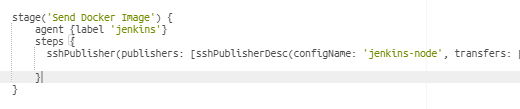 stage('Send Docker Image') {
agent {label 'jenkins'}
steps {
sshPublisher(publishers: [sshPublisherDesc(configName: 'jenkins-node', transfers: [
}
}